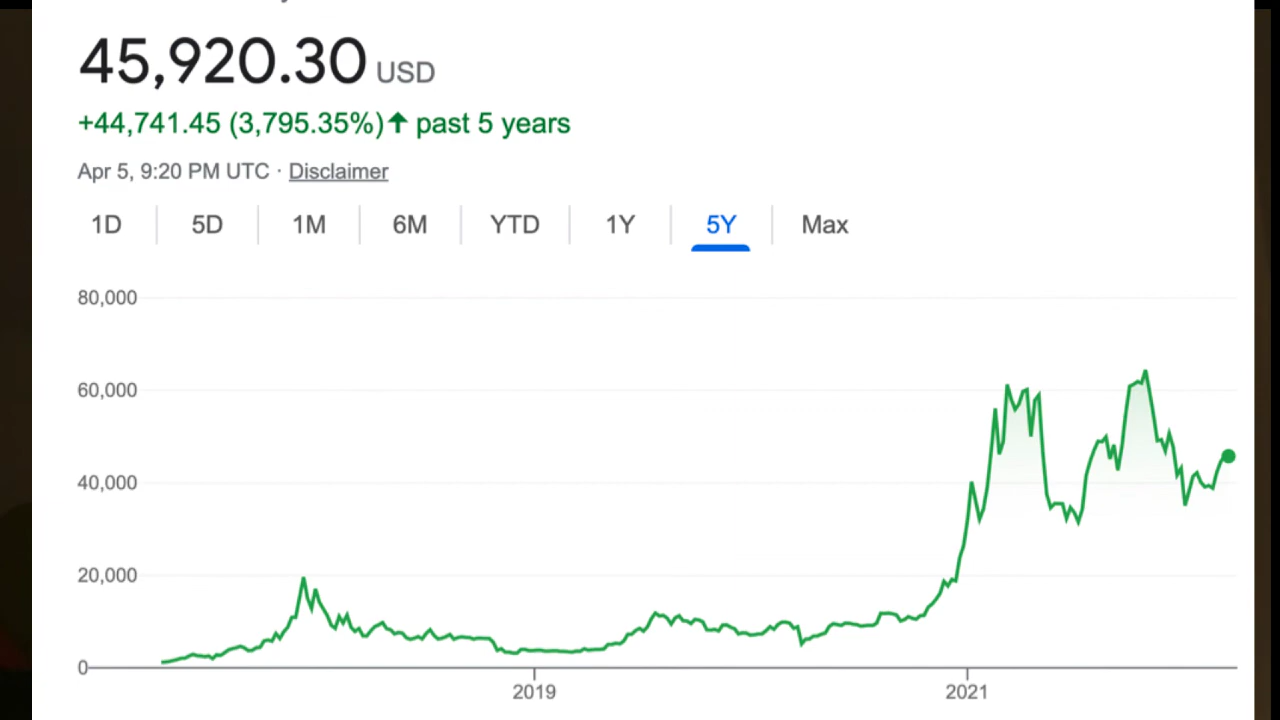 45,920.30 USD
+44,741.45 (3,795.35%)↑ past 5 years
Apr 5, 9:20 PM UTC · Disclaimer
1D 5D 1M 6M YTD 1Y 5Y Max
80,000
60,000
40,000
20,000
0
2019 2021